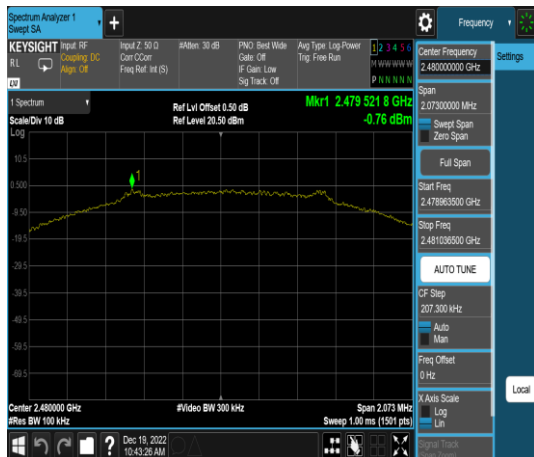 Spectrum Analyzer 1
Swept SA
+
Frequency
KEYSIGHT
RL
LXI
Input: RF
Coupling: DC
Align: Off
Input Z: 50 Ω
Corr CCorr
Freq Ref: Int (S)
#Atten: 30 dB
PNO: Best Wide
Gate: Off
IF Gain: Low
Sig Track: Off
Avg Type: Log-Power
Trig: Free Run
1 2 3 4 5 6
M W W W W W
P N N N N N
1 Spectrum
Scale/Div 10 dB
Ref Lvl Offset 0.50 dB
Ref Level 20.50 dBm
Mkr1 2.479 521 8 GHz
-0.76 dBm
Log
10.5
0.500
-9.50
-19.5
-29.5
-39.5
-49.5
-59.5
-69.5
1
Center 2.480000 GHz
#Res BW 100 kHz
#Video BW 300 kHz
Span 2.073 MHz
Sweep 1.00 ms (1501 pts)
?
Dec 19, 2022
10:43:26 AM
Center Frequency
2.480000000 GHz
Span
2.07300000 MHz
Swept Span
Zero Span
Full Span
Start Freq
2.478963500 GHz
Stop Freq
2.481036500 GHz
AUTO TUNE
CF Step
207.300 kHz
Auto
Man
Freq Offset
0 Hz
X Axis Scale
Log
Lin
Signal Track
Settings
Local